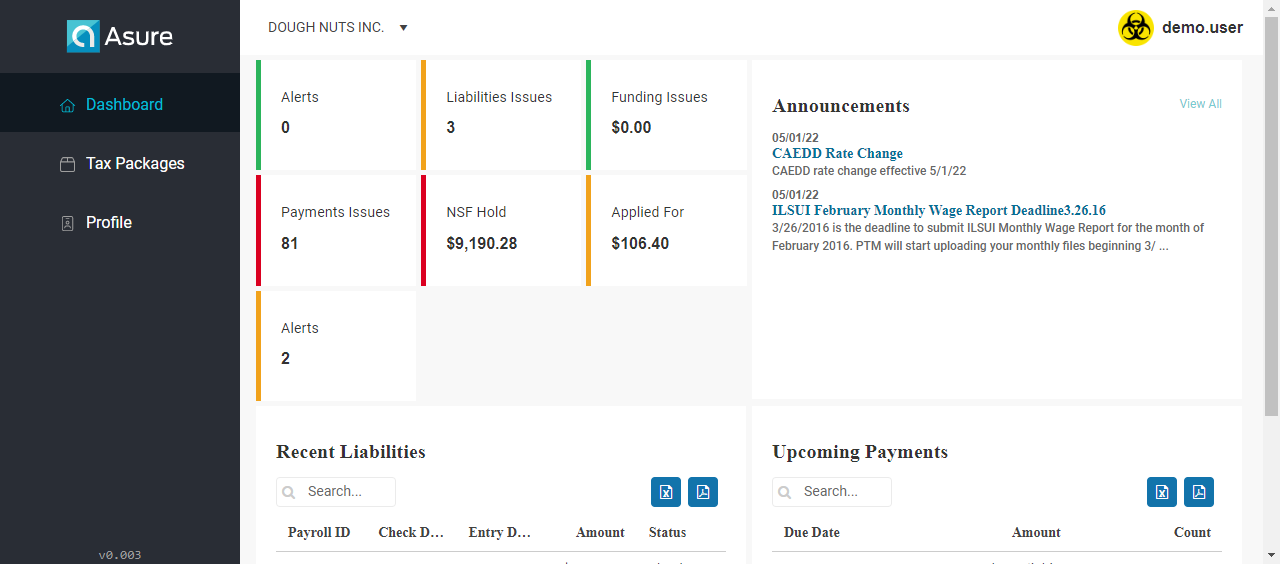 Asure
DOUGH NUTS INC.
demo.user
Dashboard
Tax Packages
Profile
v0.003
Alerts
0
Liabilities Issues
3
Funding Issues
$0.00
Payments Issues
81
NSF Hold
$9,190.28
Applied For
$106.40
Alerts
2
Announcements
View All
05/01/22
CAEDD Rate Change
CAEDD rate change effective 5/1/22
05/01/22
ILSUI February Monthly Wage Report Deadline3.26.16
3/26/2016 is the deadline to submit ILSUI Monthly Wage Report for the month of
February 2016. PTM will start uploading your monthly files beginning 3/ ...
Recent Liabilities
Search...
Payroll ID Check D... Entry D... Amount Status
Upcoming Payments
Search...
Due Date Amount Count